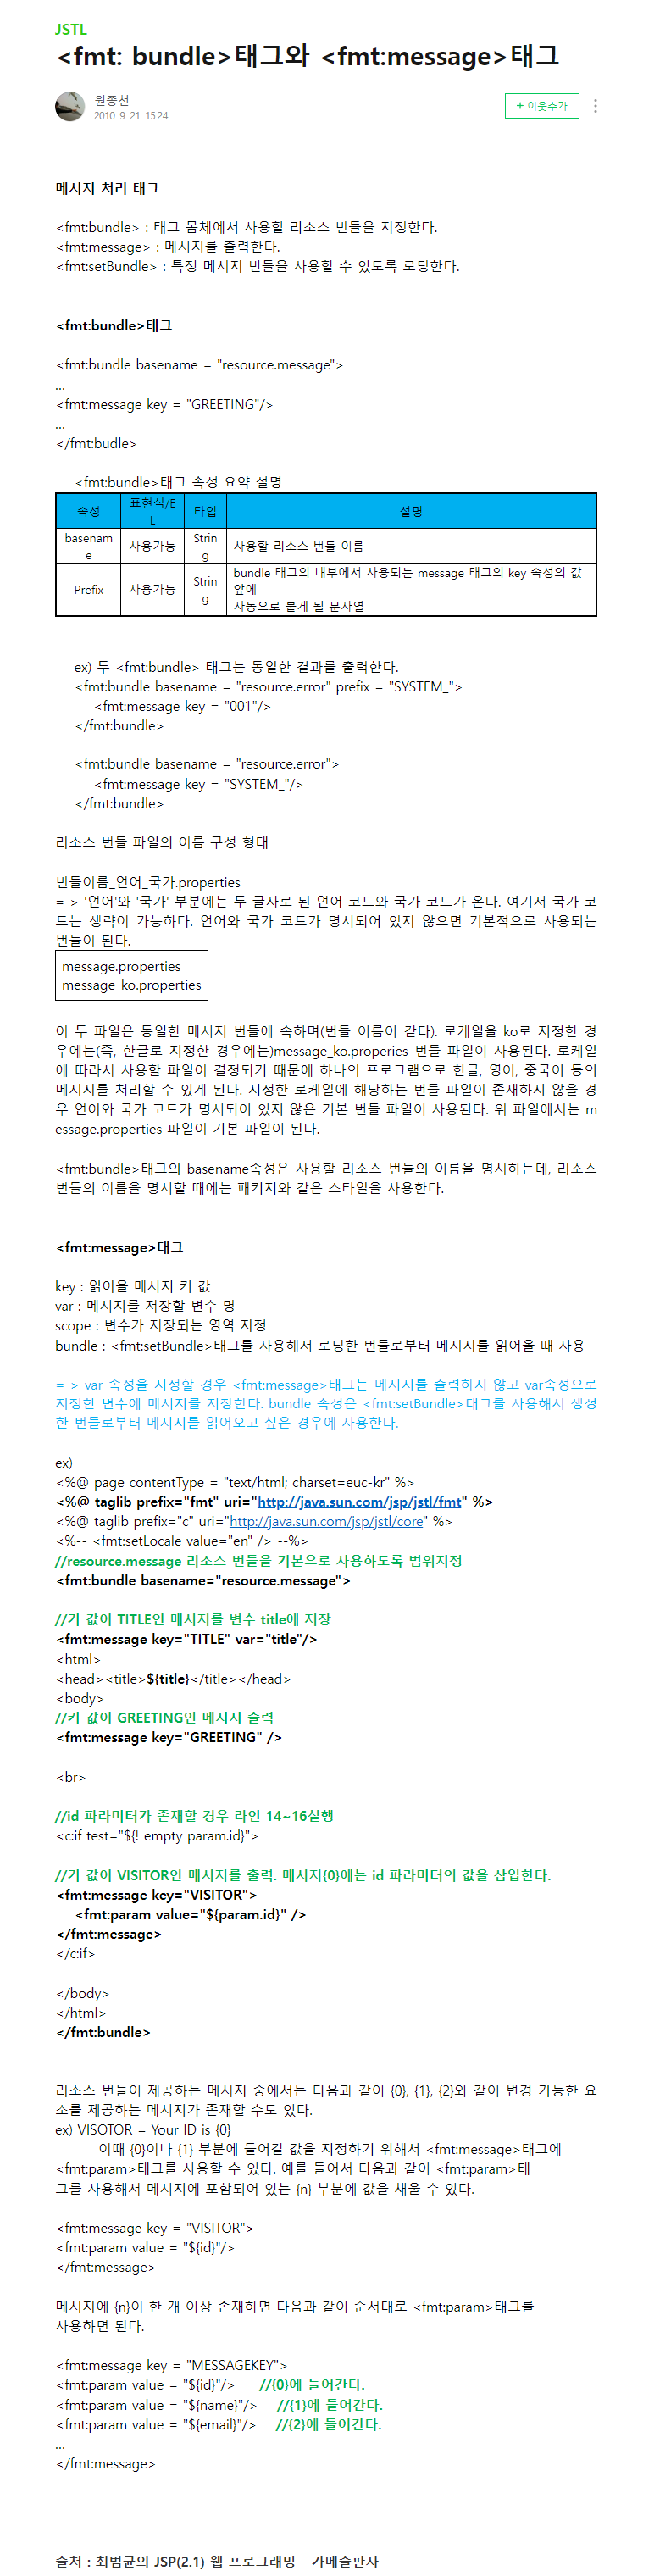 JSTL
<fmt: bundle>태그와 <fmt:message>태그
원종천
2010. 9. 21. 15:24
+ 이웃추가
메시지 처리 태그
<fmt:bundle> : 태그 몸체에서 사용할 리소스 번들을 지정한다.
<fmt:message> : 메시지를 출력한다.
<fmt:setBundle> : 특정 메시지 번들을 사용할 수 있도록 로딩한다.
<fmt:bundle>태그
<fmt:bundle basename = "resource.message">
...
<fmt:message key = "GREETING"/>
...
</fmt:budle>
<fmt:bundle>태그 속성 요약 설명
속성 표현식/EL 타입 설명
basename 사용가능 String 사용할 리소스 번들 이름
Prefix 사용가능 String bundle 태그의 내부에서 사용되는 message 태그의 key 속성의 값 앞에
자동으로 붙게 될 문자열
ex) 두 <fmt:bundle> 태그는 동일한 결과를 출력한다.
<fmt:bundle basename = "resource.error" prefix = "SYSTEM_">
<fmt:message key = "001"/>
</fmt:bundle>
<fmt:bundle basename = "resource.error">
<fmt:message key = "SYSTEM_"/>
</fmt:bundle>
리소스 번들 파일의 이름 구성 형태
번들이름_언어_국가.properties
= > '언어'와 '국가' 부분에는 두 글자로 된 언어 코드와 국가 코드가 온다. 여기서 국가 코
드는 생략이 가능하다. 언어와 국가 코드가 명시되어 있지 않으면 기본적으로 사용되는
번들이 된다.
message.properties
message_ko.properties
이 두 파일은 동일한 메시지 번들에 속하며(번들 이름이 같다). 로게일을 ko로 지정한 경
우에는(즉, 한글로 지정한 경우에는)message_ko.properies 번들 파일이 사용된다. 로케일
에 따라서 사용할 파일이 결정되기 때문에 하나의 프로그램으로 한글, 영어, 중국어 등의
메시지를 처리할 수 있게 된다. 지정한 로케일에 해당하는 번들 파일이 존재하지 않을 경
우 언어와 국가 코드가 명시되어 있지 않은 기본 번들 파일이 사용된다. 위 파일에서는 m
essage.properties 파일이 기본 파일이 된다.
<fmt:bundle>태그의 basename속성은 사용할 리소스 번들의 이름을 명시하는데, 리소스
번들의 이름을 명시할 때에는 패키지와 같은 스타일을 사용한다.
<fmt:message>태그
key : 읽어올 메시지 키 값
var : 메시지를 저장할 변수 명
scope : 변수가 저장되는 영역 지정
bundle : <fmt:setBundle>태그를 사용해서 로딩한 번들로부터 메시지를 읽어올 때 사용
= > var 속성을 지정할 경우 <fmt:message>태그는 메시지를 출력하지 않고 var속성으로
지징한 변수에 메시지를 저징한다. bundle 속성은 <fmt:setBundle>태그를 사용해서 생성
한 번들로부터 메시지를 읽어오고 싶은 경우에 사용한다.
ex)
<%@ page contentType = "text/html; charset=euc-kr" %>
<%@ taglib prefix="fmt" uri="http://java.sun.com/jsp/jstl/fmt" %>
<%@ taglib prefix="c" uri="http://java.sun.com/jsp/jstl/core" %>
<%-- <fmt:setLocale value="en" /> --%>
//resource.message 리소스 번들을 기본으로 사용하도록 범위지정
<fmt:bundle basename="resource.message">
//키 값이 TITLE인 메시지를 변수 title에 저장
<fmt:message key="TITLE" var="title"/>
<html>
<head><title>${title}</title></head>
<body>
//키 값이 GREETING인 메시지 출력
<fmt:message key="GREETING" />
<br>
//id 파라미터가 존재할 경우 라인 14~16실행
<c:if test="${! empty param.id}">
//키 값이 VISITOR인 메시지를 출력. 메시지{0}에는 id 파라미터의 값을 삽입한다.
<fmt:message key="VISITOR">
<fmt:param value="${param.id}" />
</fmt:message>
</c:if>
</body>
</html>
</fmt:bundle>
리소스 번들이 제공하는 메시지 중에서는 다음과 같이 {0}, {1}, {2}와 같이 변경 가능한 요
소를 제공하는 메시지가 존재할 수도 있다.
ex) VISOTOR = Your ID is {0}
이때 {0}이나 {1} 부분에 들어갈 값을 지정하기 위해서 <fmt:message>태그에
<fmt:param>태그를 사용할 수 있다. 예를 들어서 다음과 같이 <fmt:param>태
그를 사용해서 메시지에 포함되어 있는 {n} 부분에 값을 채울 수 있다.
<fmt:message key = "VISITOR">
<fmt:param value = "${id}"/>
</fmt:message>
메시지에 {n}이 한 개 이상 존재하면 다음과 같이 순서대로 <fmt:param>태그를
사용하면 된다.
<fmt:message key = "MESSAGEKEY">
<fmt:param value = "${id}"/> //{0}에 들어간다.
<fmt:param value = "${name}"/> //{1}에 들어간다.
<fmt:param value = "${email}"/> //{2}에 들어간다.
...
</fmt:message>
출처 : 최범균의 JSP(2.1) 웹 프로그래밍 _ 가메출판사